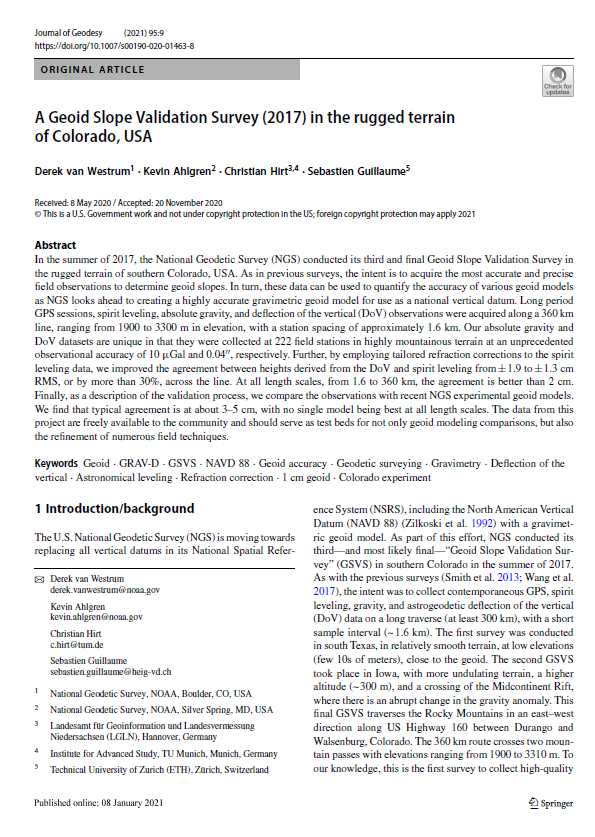 Journal of Geodesy (2021) 95:9
https://doi.org/10.1007/s00190-020-01463-8
ORIGINAL ARTICLE
Check for
updates
A Geoid Slope Validation Survey (2017) in the rugged terrain
of Colorado, USA
Derek van Westrum1 · Kevin Ahlgren2 · Christian Hirt3,4 · Sebastien Guillaume5
Received: 8 May 2020 / Accepted: 20 November 2020
© This is a U.S. Government work and not under copyright protection in the US; foreign copyright protection may apply 2021
Abstract
In the summer of 2017, the National Geodetic Survey (NGS) conducted its third and final Geoid Slope Validation Survey in
the rugged terrain of southern Colorado, USA. As in previous surveys, the intent is to acquire the most accurate and precise
field observations to determine geoid slopes. In turn, these data can be used to quantify the accuracy of various geoid models
as NGS looks ahead to creating a highly accurate gravimetric geoid model for use as a national vertical datum. Long period
GPS sessions, spirit leveling, absolute gravity, and deflection of the vertical (DoV) observations were acquired along a 360 km
line, ranging from 1900 to 3300 m in elevation, with a station spacing of approximately 1.6 km. Our absolute gravity and
DoV datasets are unique in that they were collected at 222 field stations in highly mountainous terrain at an unprecedented
observational accuracy of 10 μGal and 0.04″, respectively. Further, by employing tailored refraction corrections to the spirit
leveling data, we improved the agreement between heights derived from the DoV and spirit leveling from ± 1.9 to ± 1.3 cm
RMS, or by more than 30%, across the line. At all length scales, from 1.6 to 360 km, the agreement is better than 2 cm.
Finally, as a description of the validation process, we compare the observations with recent NGS experimental geoid models.
We find that typical agreement is at about 3–5 cm, with no single model being best at all length scales. The data from this
project are freely available to the community and should serve as test beds for not only geoid modeling comparisons, but also
the refinement of numerous field techniques.
Keywords Geoid · GRAV-D · GSVS · NAVD 88 · Geoid accuracy · Geodetic surveying · Gravimetry · Deflection of the
vertical · Astronomical leveling · Refraction correction · 1 cm geoid · Colorado experiment
1 Introduction/background
The U.S. National Geodetic Survey (NGS) is moving towards
replacing all vertical datums in its National Spatial Refer-
Derek van Westrum
derek.vanwestrum@noaa.gov
Kevin Ahlgren
kevin.ahlgren@noaa.gov
Christian Hirt
c.hirt@tum.de
Sebastien Guillaume
sebastien.guillaume@heig-vd.ch
1 National Geodetic Survey, NOAA, Boulder, CO, USA
2 National Geodetic Survey, NOAA, Silver Spring, MD, USA
3 Landesamt für Geoinformation und Landesvermessung
Niedersachsen (LGLN), Hannover, Germany
4 Institute for Advanced Study, TU Munich, Munich, Germany
5 Technical University of Zurich (ETH), Zürich, Switzerland
ence System (NSRS), including the North American Vertical
Datum (NAVD 88) (Zilkoski et al. 1992) with a gravimet-
ric geoid model. As part of this effort, NGS conducted its
third—and most likely final—“Geoid Slope Validation Sur-
vey” (GSVS) in southern Colorado in the summer of 2017.
As with the previous surveys (Smith et al. 2013; Wang et al.
2017), the intent was to collect contemporaneous GPS, spirit
leveling, gravity, and astrogeodetic deflection of the vertical
(DoV) data on a long traverse (at least 300 km), with a short
sample interval (~ 1.6 km). The first survey was conducted
in south Texas, in relatively smooth terrain, at low elevations
(few 10s of meters), close to the geoid. The second GSVS
took place in Iowa, with more undulating terrain, a higher
altitude (~ 300 m), and a crossing of the Midcontinent Rift,
where there is an abrupt change in the gravity anomaly. This
final GSVS traverses the Rocky Mountains in an east–west
direction along US Highway 160 between Durango and
Walsenburg, Colorado. The 360 km route crosses two moun-
tain passes with elevations ranging from 1900 to 3310 m. To
our knowledge, this is the first survey to collect high-quality
Published online: 08 January 2021
Springer